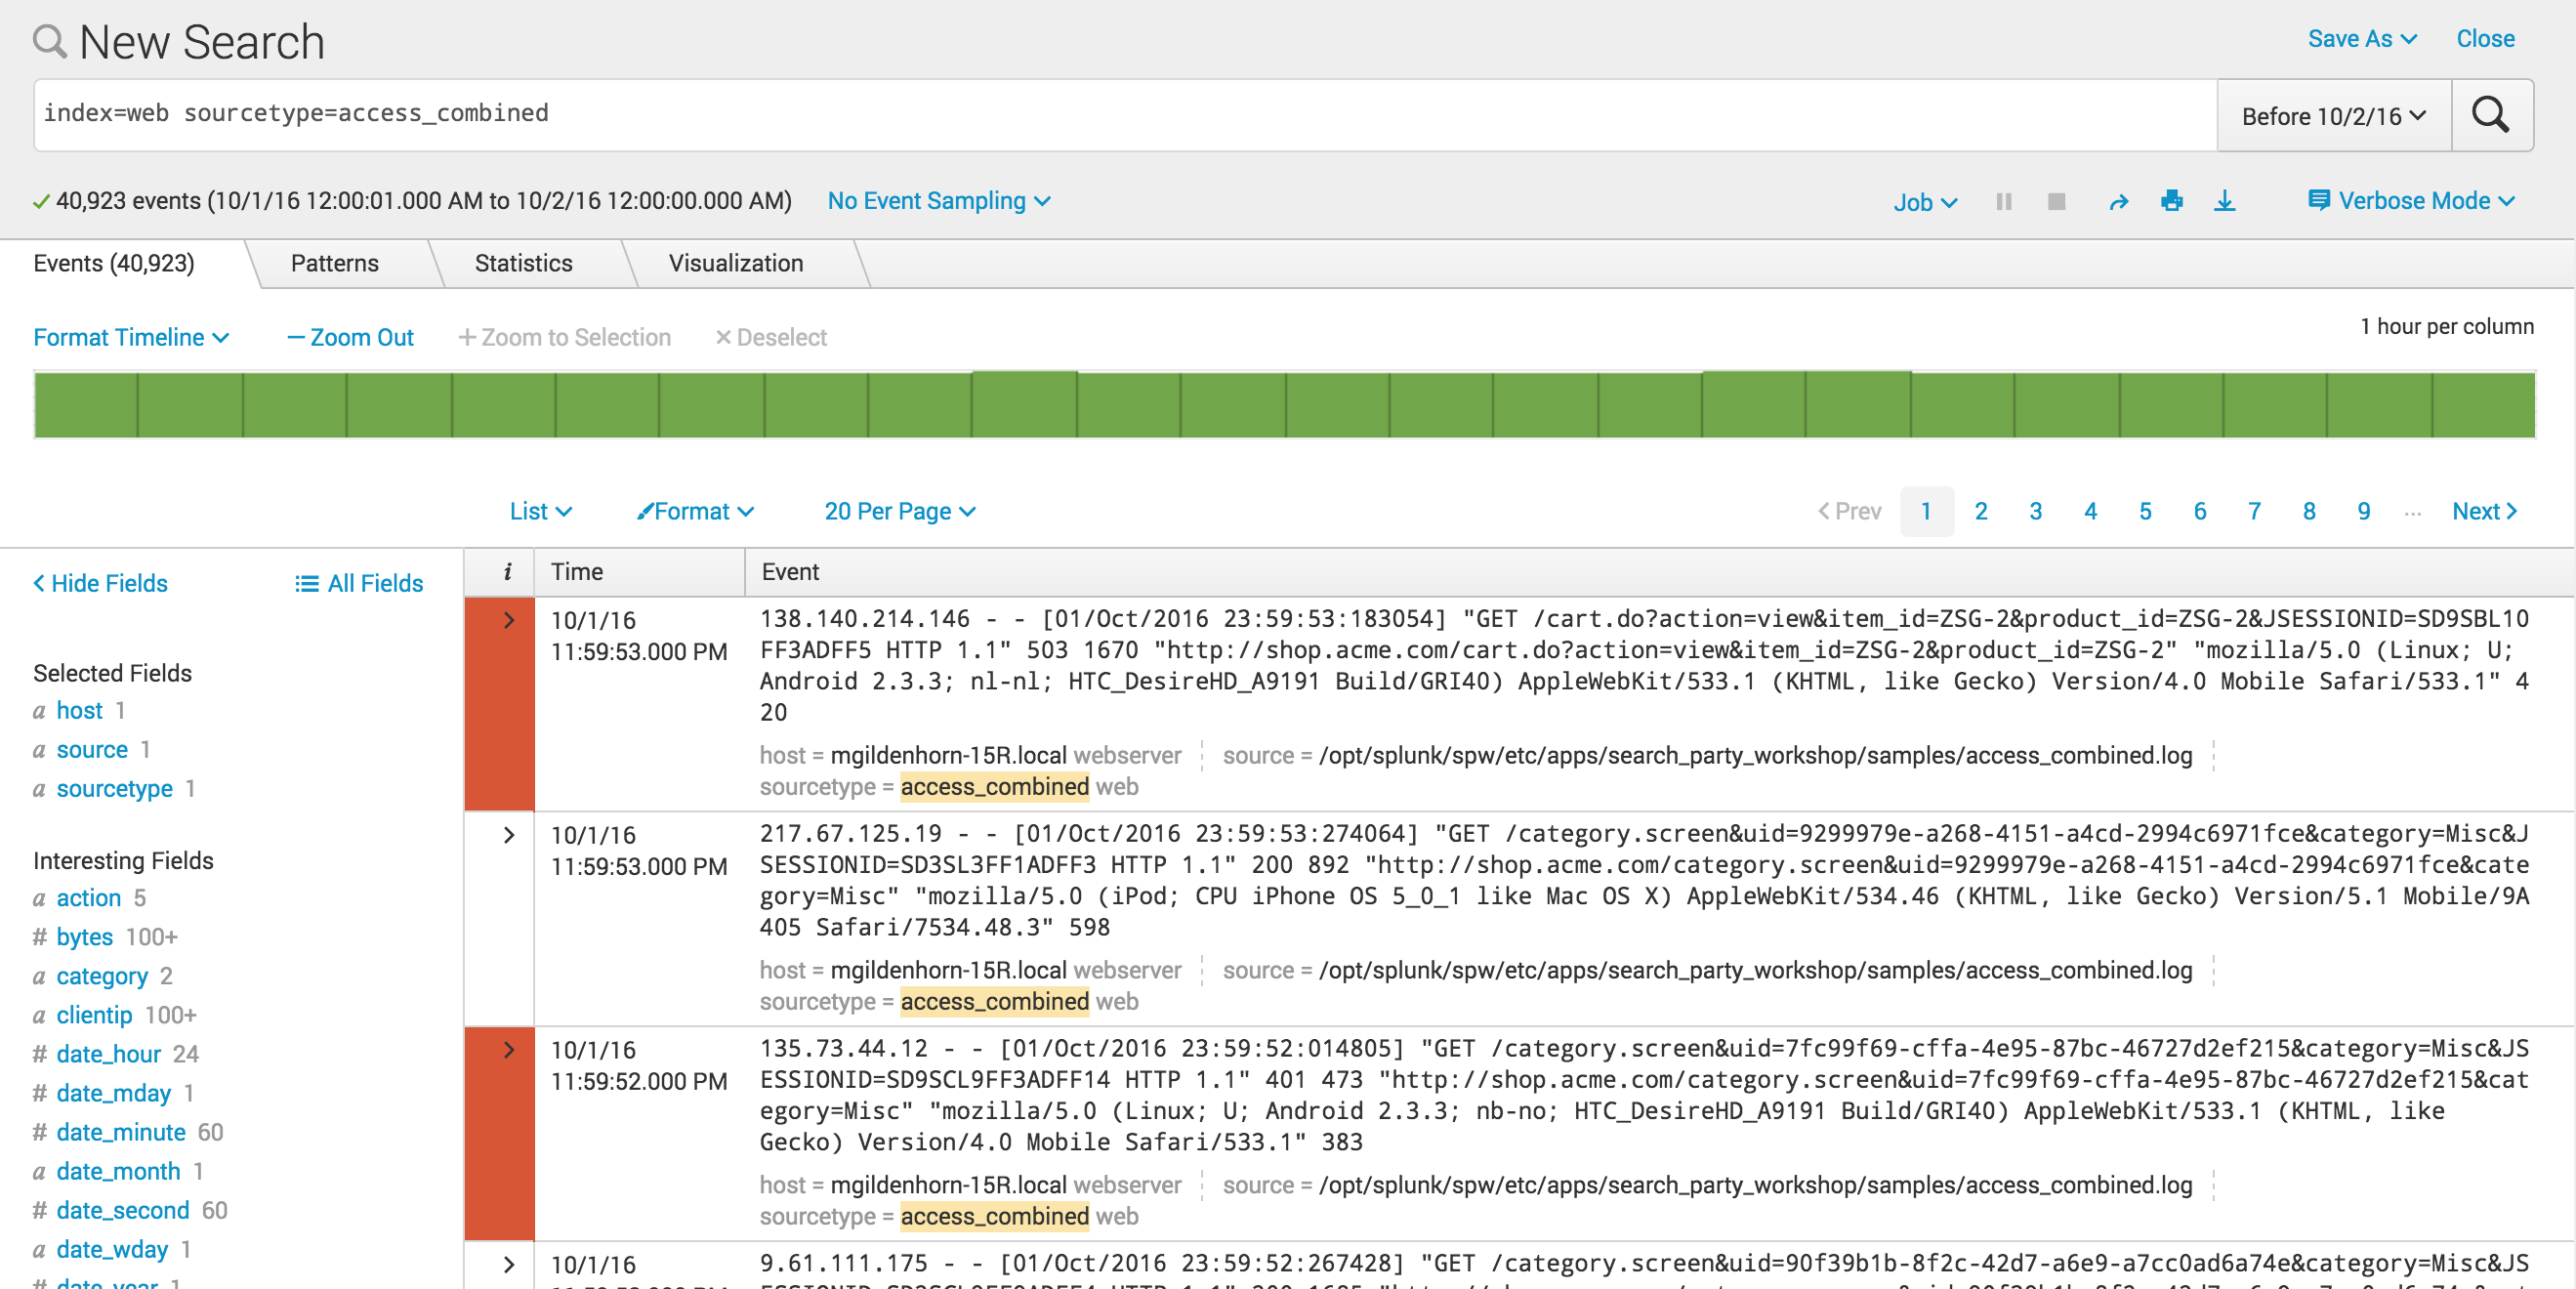 New Search
Save As
Close
index=web sourcetype=access_combined
Before 10/2/16
40,923 events (10/1/16 12:00:01.000 AM to 10/2/16 12:00:00.000 AM)
No Event Sampling
Job
Verbose Mode
Events (40,923)
Patterns
Statistics
Visualization
Format Timeline
— Zoom Out
+ Zoom to Selection
× Deselect
1 hour per column
List
Format
20 Per Page
< Prev
1
2
3
4
5
6
7
8
9
...
Next >
< Hide Fields
All Fields
Selected Fields
a host 1
a source 1
a sourcetype 1
Interesting Fields
a action 5
# bytes 100+
a category 2
a clientip 100+
# date_hour 24
# date_mday 1
# date_minute 60
a date_month 1
# date_second 60
a date_wday 1
# date_year 1
i
Time
Event
10/1/16
11:59:53.000 PM
138.140.214.146 - - [01/Oct/2016 23:59:53:183054] "GET /cart.do?action=view&item_id=ZSG-2&product_id=ZSG-2&JSESSIONID=SD9SBL10
FF3ADFF5 HTTP 1.1" 503 1670 "http://shop.acme.com/cart.do?action=view&item_id=ZSG-2&product_id=ZSG-2" "mozilla/5.0 (Linux; U;
Android 2.3.3; nl-nl; HTC_DesireHD_A9191 Build/GRI40) AppleWebKit/533.1 (KHTML, like Gecko) Version/4.0 Mobile Safari/533.1" 4
20
host = mgildenhorn-15R.local webserver
source = /opt/splunk/spw/etc/apps/search_party_workshop/samples/access_combined.log
sourcetype = access_combined web
10/1/16
11:59:53.000 PM
217.67.125.19 - - [01/Oct/2016 23:59:53:274064] "GET /category.screen&uid=9299979e-a268-4151-a4cd-2994c6971fce&category=Misc&J
SESSIONID=SD3SL3FF1ADFF3 HTTP 1.1" 200 892 "http://shop.acme.com/category.screen&uid=9299979e-a268-4151-a4cd-2994c6971fce&cate
gory=Misc" "mozilla/5.0 (iPod; CPU iPhone OS 5_0_1 like Mac OS X) AppleWebKit/534.46 (KHTML, like Gecko) Version/5.1 Mobile/9A
405 Safari/7534.48.3" 598
host = mgildenhorn-15R.local webserver
source = /opt/splunk/spw/etc/apps/search_party_workshop/samples/access_combined.log
sourcetype = access_combined web
10/1/16
11:59:52.000 PM
135.73.44.12 - - [01/Oct/2016 23:59:52:014805] "GET /category.screen&uid=7fc99f69-cffa-4e95-87bc-46727d2ef215&category=Misc&JS
ESSIONID=SD9SCL9FF3ADFF14 HTTP 1.1" 401 473 "http://shop.acme.com/category.screen&uid=7fc99f69-cffa-4e95-87bc-46727d2ef215&cat
egory=Misc" "mozilla/5.0 (Linux; U; Android 2.3.3; nb-no; HTC_DesireHD_A9191 Build/GRI40) AppleWebKit/533.1 (KHTML, like
Gecko) Version/4.0 Mobile Safari/533.1" 383
host = mgildenhorn-15R.local webserver
source = /opt/splunk/spw/etc/apps/search_party_workshop/samples/access_combined.log
sourcetype = access_combined web
10/1/16
9.61.111.175 - - [01/Oct/2016 23:59:52:267428] "GET /category.screen&uid=90f39b1b-8f2c-42d7-a6e9-a7cc0ad6a74e&category=Misc&JS